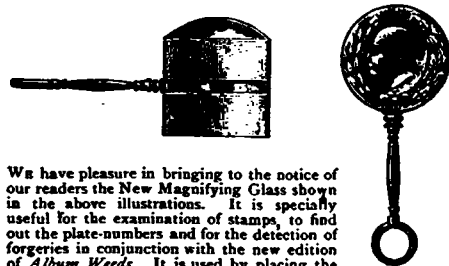 WE have pleasure in bringing to the notice of
our readers the New Magnifying Glass shown
in the above illustrations. It is specially
useful for the examination of stamps, to find
out the plate-numbers and for the detection of
forgeries in conjunction with the new edition
of Album Weeds. It is used by placing the